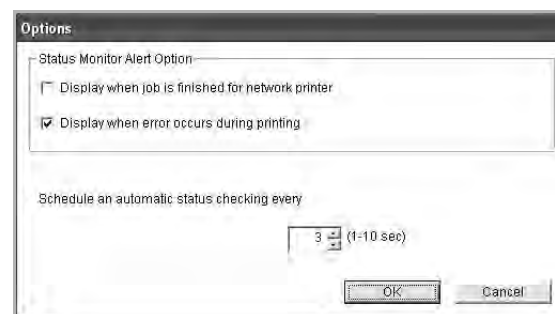 Options
Status Monitor Alert Option
Display when job is finished for network printer
Display when error occurs during printing
Schedule an automatic status checking every
3 (1-10 sec)
OK Cancel